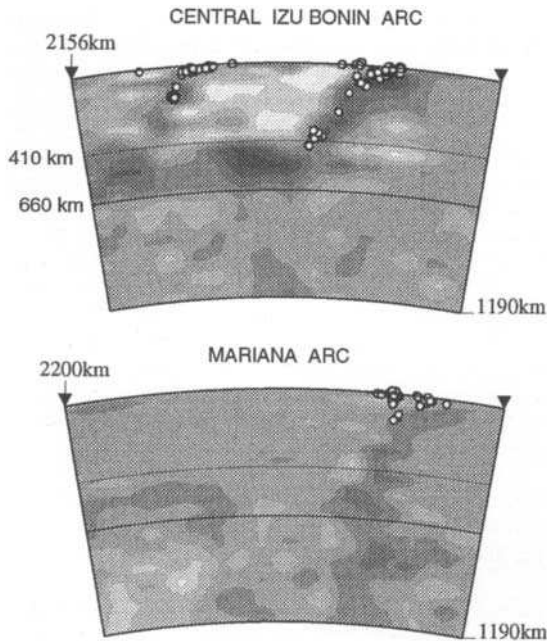 CENTRAL IZU BONIN ARC
2156km
410 km
660 km
1190km
MARIANA ARC
2200km
1190km